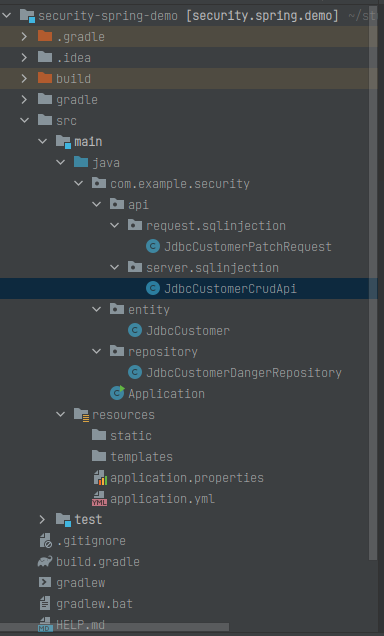 security-spring-demo [security.spring.demo] ~/st
.gradle
.idea
build
gradle
src
main
java
com.example.security
api
request.sqlinjection
JdbcCustomerPatchRequest
server.sqlinjection
JdbcCustomerCrudApi
entity
JdbcCustomer
repository
JdbcCustomerDangerRepository
Application
resources
static
templates
application.properties
application.yml
test
.gitignore
build.gradle
gradlew
gradlew.bat
HELP.md